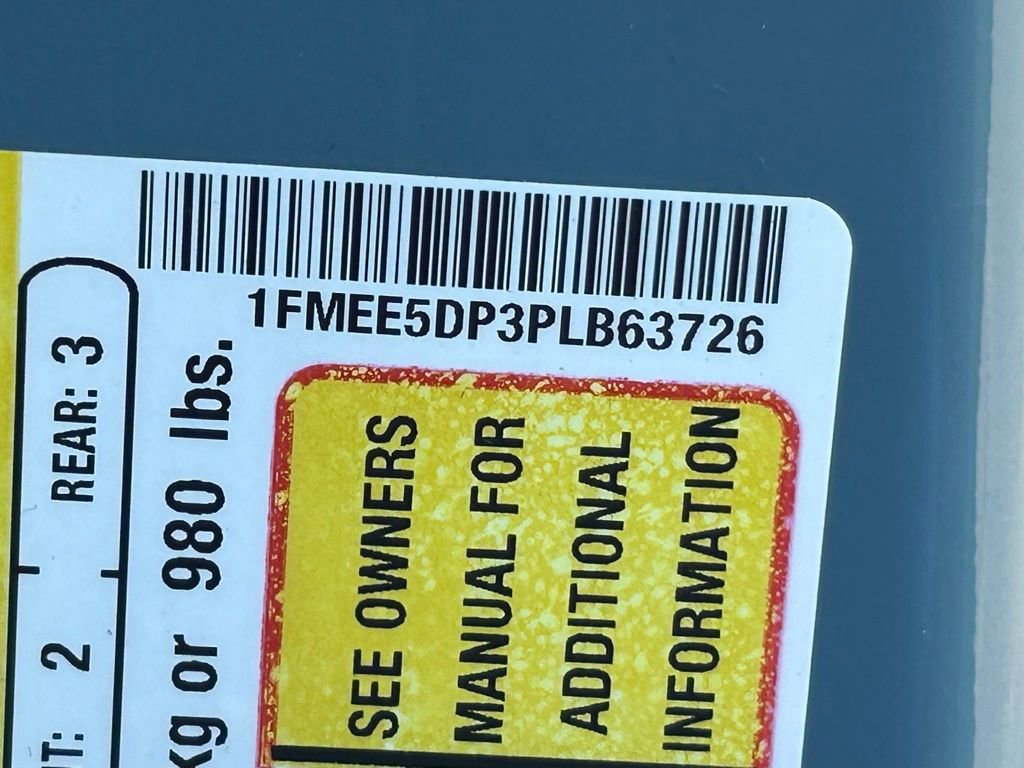 1FMEE5DP3PLB63726
T: 2 REAR: 3
kg or 980 lbs.
SEE OWNERS
MANUAL FOR
ADDITIONAL
INFORMATION